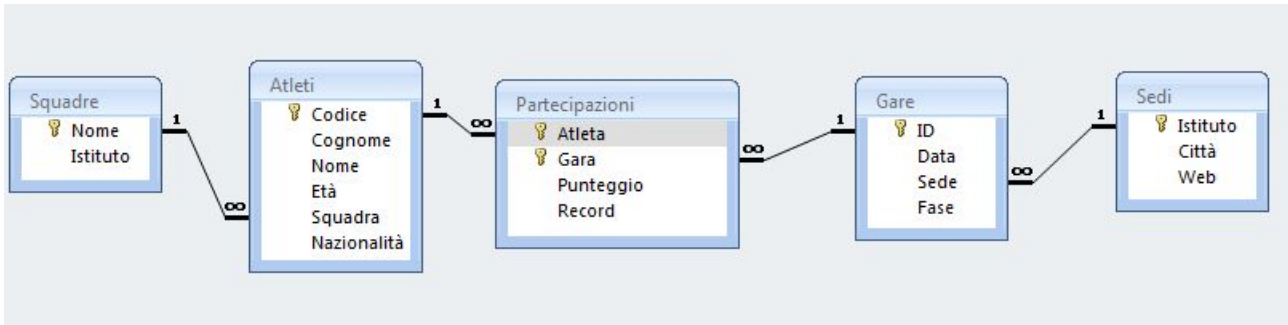 Squadre
Nome
Istituto
1
∞
Atleti
Codice
Cognome
Nome
Età
Squadra
Nazionalità
1
∞
Partecipazioni
Atleta
Gara
Punteggio
Record
∞
1
Gare
ID
Data
Sede
Fase
∞
1
Sedi
Istituto
Città
Web